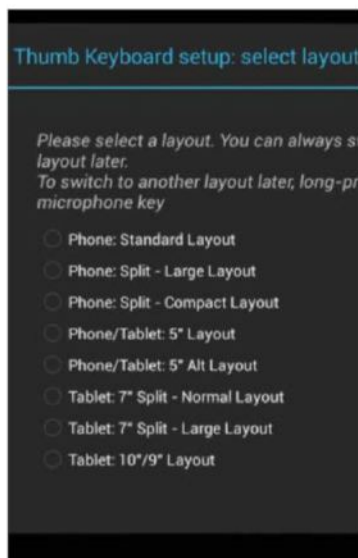 Thumb Keyboard setup: select layout
Please select a layout. You can always s
layout later.
To switch to another layout later, long-pr
microphone key
Phone: Standard Layout
Phone: Split - Large Layout
Phone: Split - Compact Layout
Phone/Tablet: 5" Layout
Phone/Tablet: 5" Alt Layout
Tablet: 7" Split - Normal Layout
Tablet: 7" Split - Large Layout
Tablet: 10"/9" Layout